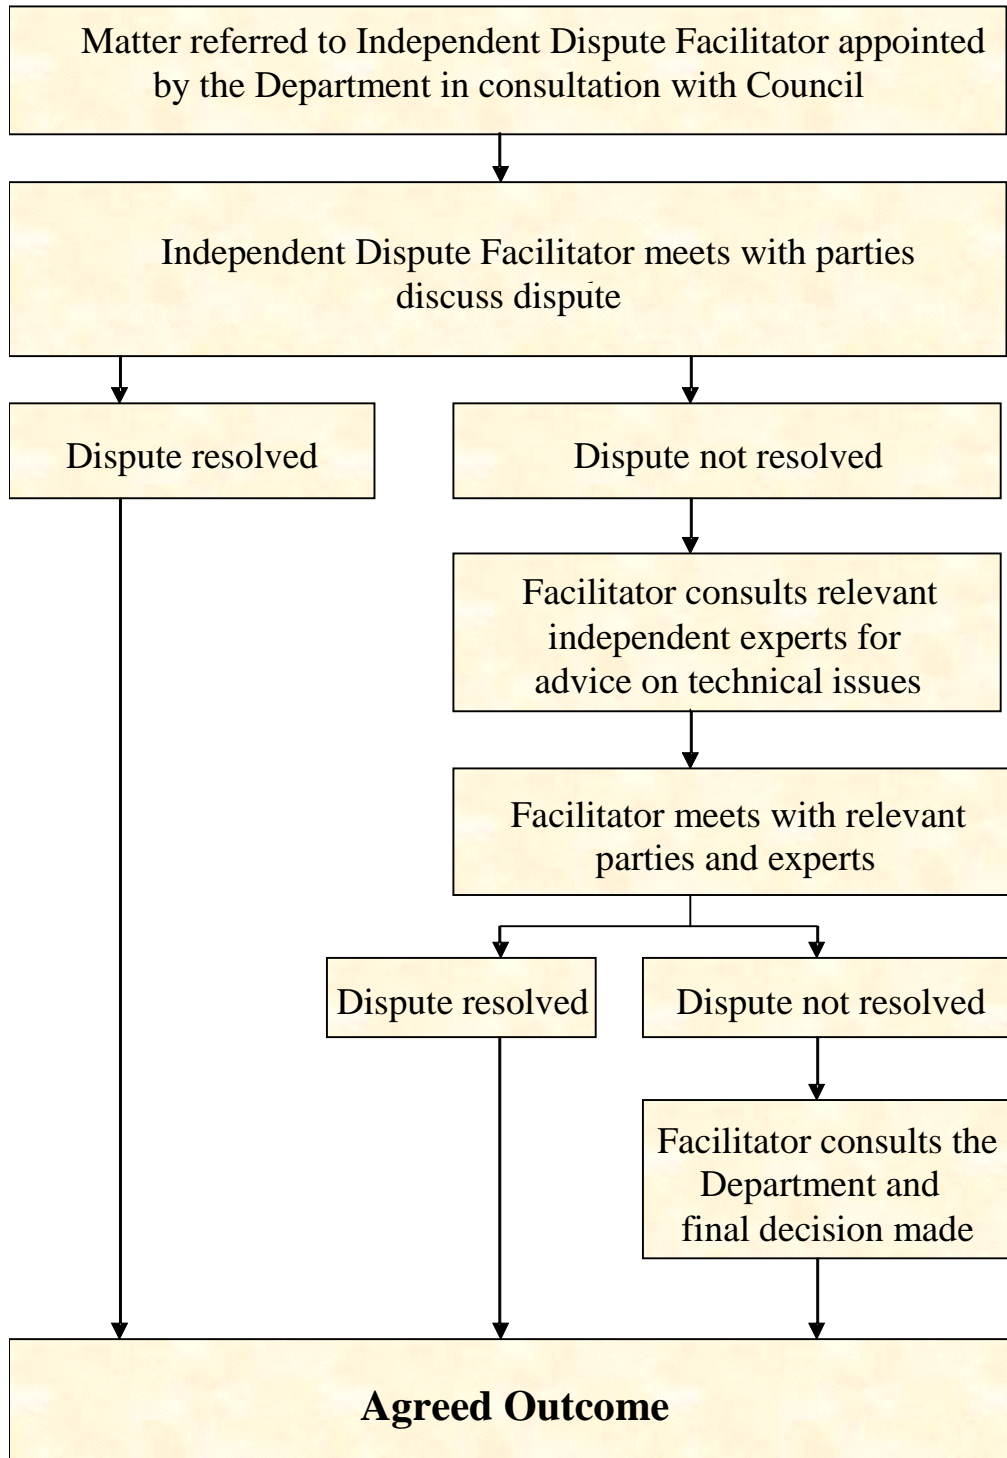 Matter referred to Independent Dispute Facilitator appointed
by the Department in consultation with Council
Independent Dispute Facilitator meets with parties
discuss dispute
Dispute resolved
Dispute not resolved
Facilitator consults relevant
independent experts for
advice on technical issues
Facilitator meets with relevant
parties and experts
Dispute resolved
Dispute not resolved
Facilitator consults the
Department and
final decision made
Agreed Outcome